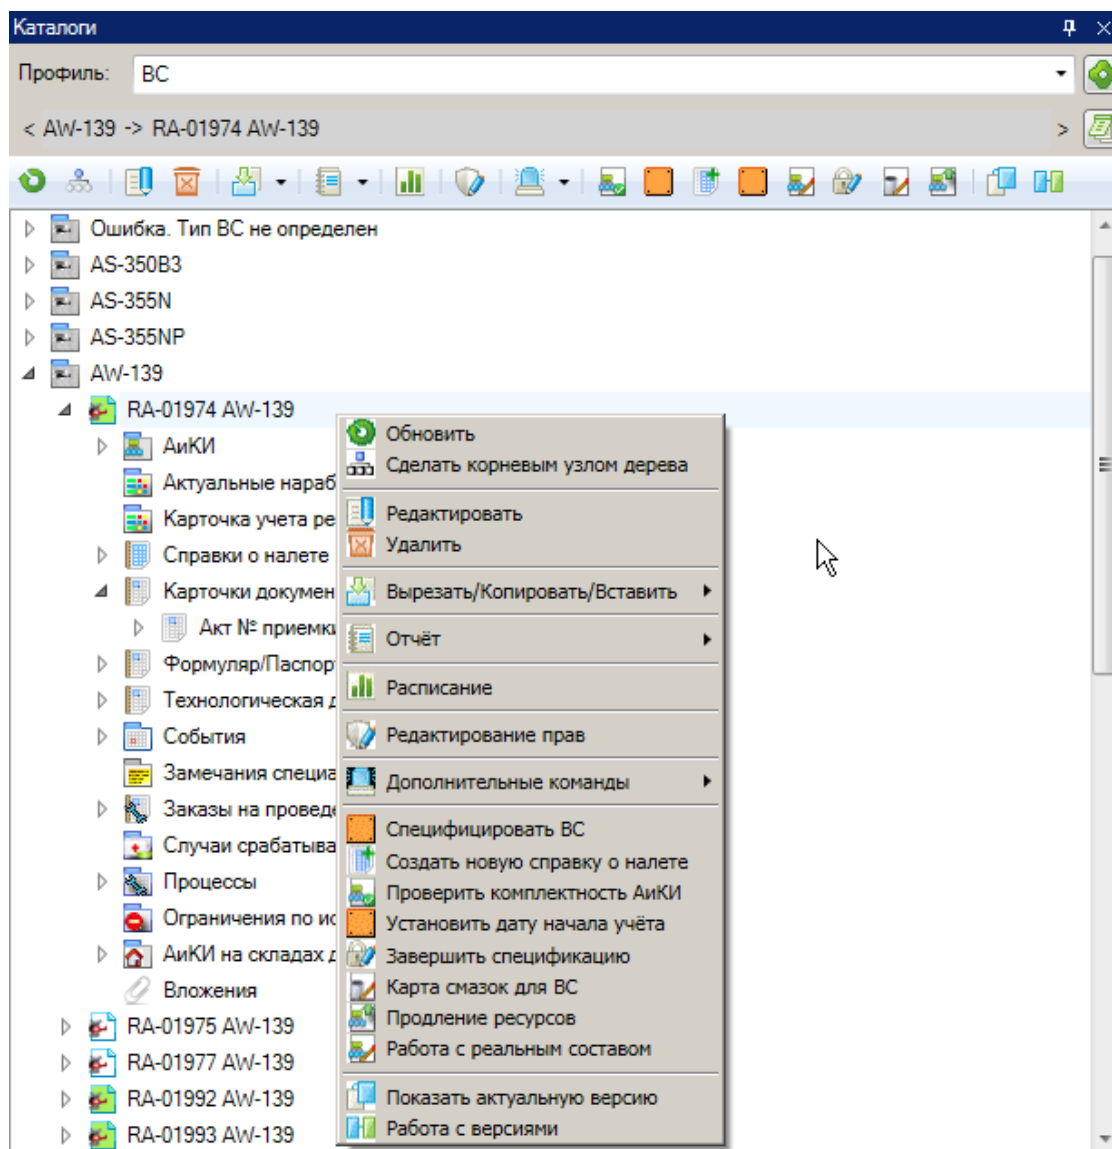 Каталоги
Профиль: ВС
< AW-139 -> RA-01974 AW-139 >
Ошибка. Тип ВС не определен
AS-350B3
AS-355N
AS-355NP
AW-139
RA-01974 AW-139
АиКИ
Актуальные нараб
Карточка учета ре
Справки о налете
Карточки докумен
Акт № приемки
Формуляр/Паспор
Технологическая д
События
Замечания специа
Заказы на проведе
Случаи срабатыва
Процессы
Ограничения по ис
АиКИ на складах д
Вложения
RA-01975 AW-139
RA-01977 AW-139
RA-01992 AW-139
RA-01993 AW-139
Обновить
Сделать корневым узлом дерева
Редактировать
Удалить
Вырезать/Копировать/Вставить
Отчёт
Расписание
Редактирование прав
Дополнительные команды
Специфицировать ВС
Создать новую справку о налете
Проверить комплектность АиКИ
Установить дату начала учёта
Завершить спецификацию
Карта смазок для ВС
Продление ресурсов
Работа с реальным составом
Показать актуальную версию
Работа с версиями